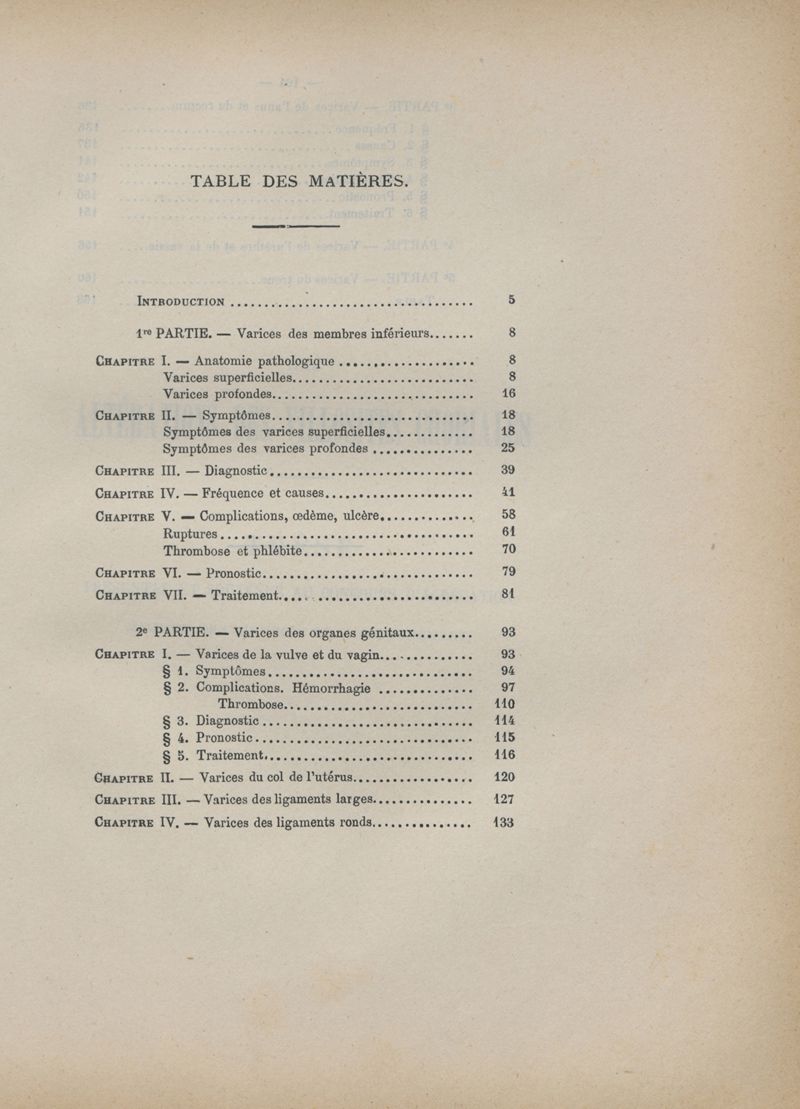 TABLE DES MATIÈRES.
INTRODUCTION ..................................... 5
1re PARTIE. — Varices des membres inférieurs....... 8
CHAPITRE I. — Anatomie pathologique .................... 8
Varices superficielles........................... 8
Varices profondes.............................. 16
CHAPITRE II. — Symptômes.............................. 18
Symptômes des varices superficielles............. 18
Symptômes des varices profondes ............... 25
CHAPITRE III. — Diagnostic.............................. 39
CHAPITRE IV. — Fréquence et causes...................... 41
CHAPITRE V. — Complications, œdème, ulcère.............. 58
Ruptures...................................... 61
Thrombose et phlébite......................... 70
CHAPITRE VI. — Pronostic............................... 79
CHAPITRE VII. — Traitement............................. 81
2e PARTIE. — Varices des organes génitaux......... 93
CHAPITRE I. — Varices de la vulve et du vagin.............. 93
§ 1. Symptômes.............................. 94
§ 2. Complications. Hémorrhagie .............. 97
Thrombose............................ 110
§ 3. Diagnostic ............................... 114
§ 4. Pronostic................................ 115
§ 5. Traitement............................... 116
CHAPITRE II. — Varices du col de l'utérus.................. 120
CHAPITRE III. — Varices des ligaments larges............... 127
CHAPITRE IV. — Varices des ligaments ronds............... 133